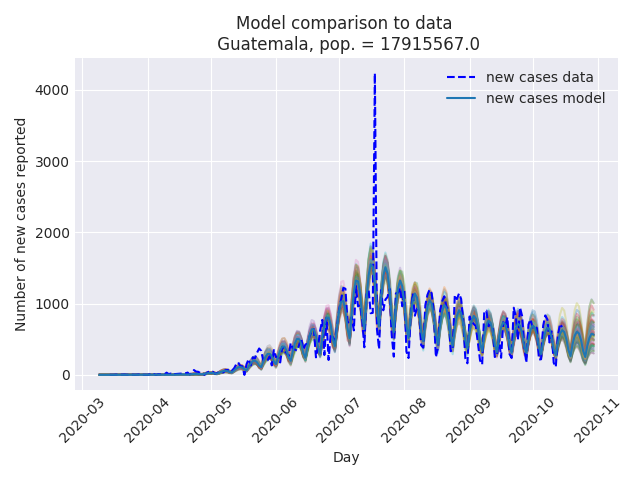 Model comparison to data
Guatemala, pop. = 17915567.0
new cases data
new cases model
Number of new cases reported
4000
3000
2000
1000
0
2020-03
2020-04
2020-05
2020-06
2020-07
2020-08
2020-09
2020-10
2020-11
Day